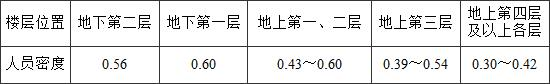 楼层位置 地下第二层 地下第一层 地上第一、二层 地上第三层 地上第四层
及以上各层
人员密度 0.56 0.60 0.43～0.60 0.39～0.54 0.30～0.42